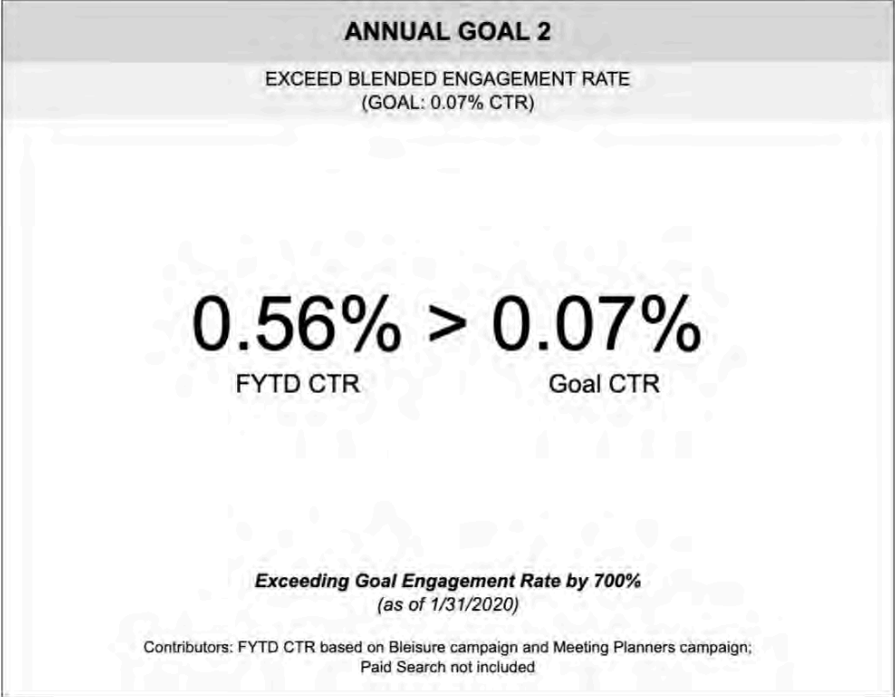 ANNUAL GOAL 2
EXCEED BLENDED ENGAGEMENT RATE
(GOAL: 0.07% CTR)
0.56% > 0.07%
FYTD CTR Goal CTR
Exceeding Goal Engagement Rate by 700%
(as of 1/31/2020)
Contributors: FYTD CTR based on Bleisure campaign and Meeting Planners campaign;
Paid Search not included